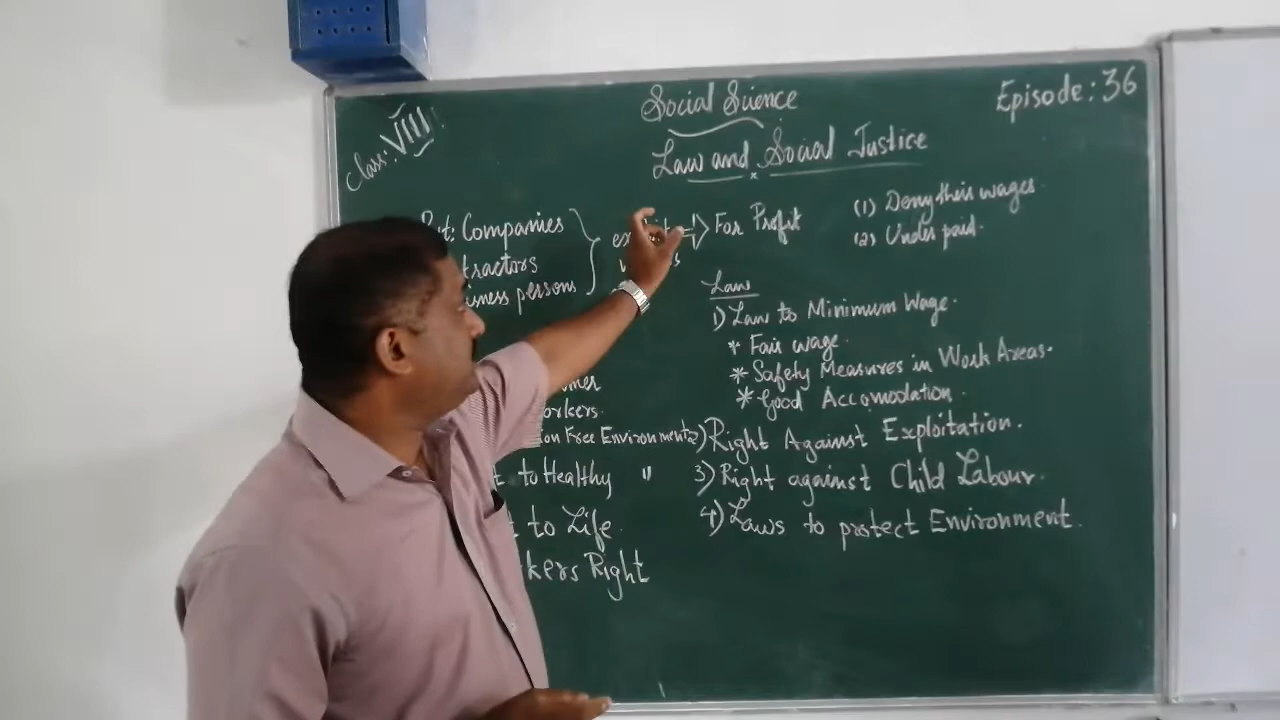 Social Science
Episode: 36
Class: VIII
Law and Social Justice
Pvt: Companies
tractors
iness persons
For Profit
(1) Deny their wages
(2) Under paid.
Law
1) Law to Minimum Wage.
* Fair wage.
* Safety Measures in Work Areas.
* Good Accomodation.
2) Right Against Exploitation.
3) Right against Child Labour.
4) Laws to protect Environment.
mer
orkers.
ion Free Environment
t to Healthy "
t to Life.
kers Right